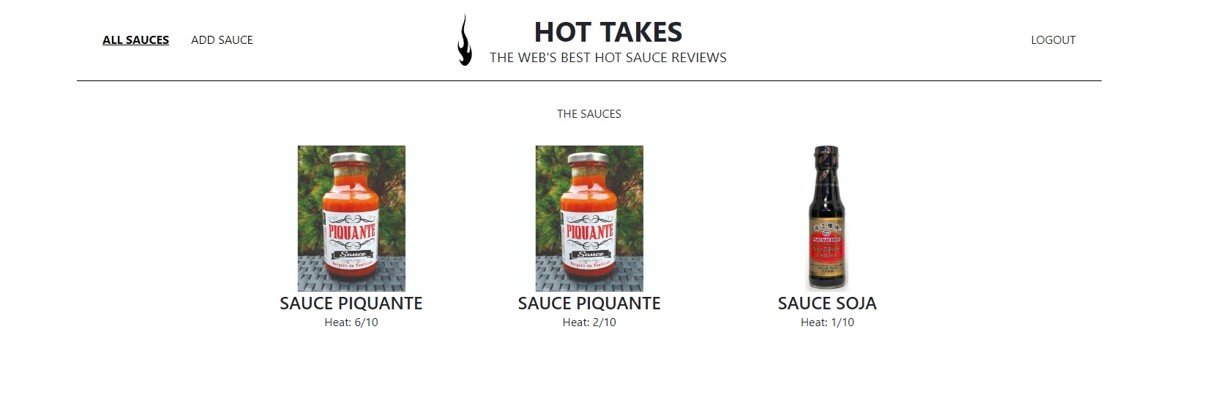 ALL SAUCES ADD SAUCE
HOT TAKES
THE WEB'S BEST HOT SAUCE REVIEWS
LOGOUT
THE SAUCES
PIQUANTE
Sauce
SAUCE PIQUANTE
Heat: 6/10
PIQUANTE
Sauce
SAUCE PIQUANTE
Heat: 2/10
SAUCE SOJA
Heat: 1/10